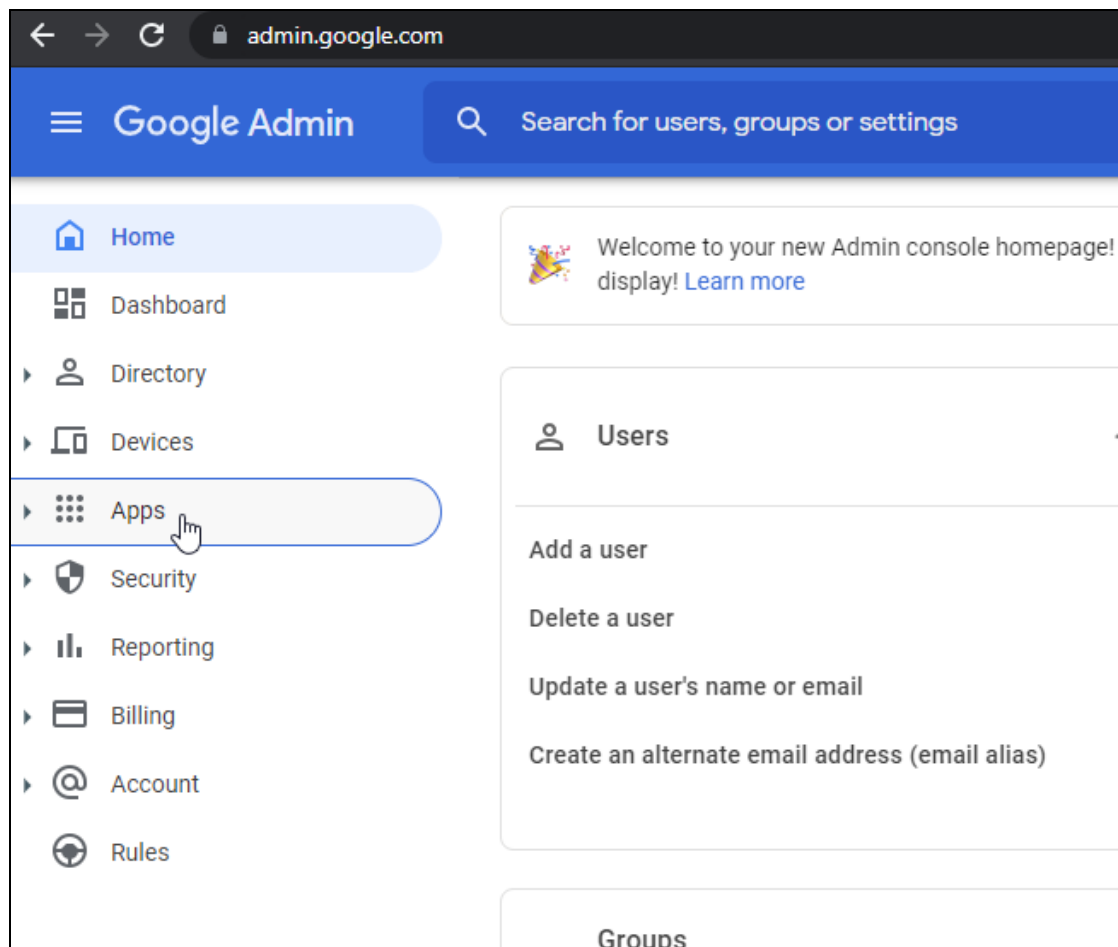 admin.google.com
Google Admin
Search for users, groups or settings
Home
Dashboard
Directory
Devices
Apps
Security
Reporting
Billing
Account
Rules
Welcome to your new Admin console homepage!
display! Learn more
Users
Add a user
Delete a user
Update a user's name or email
Create an alternate email address (email alias)
Groups